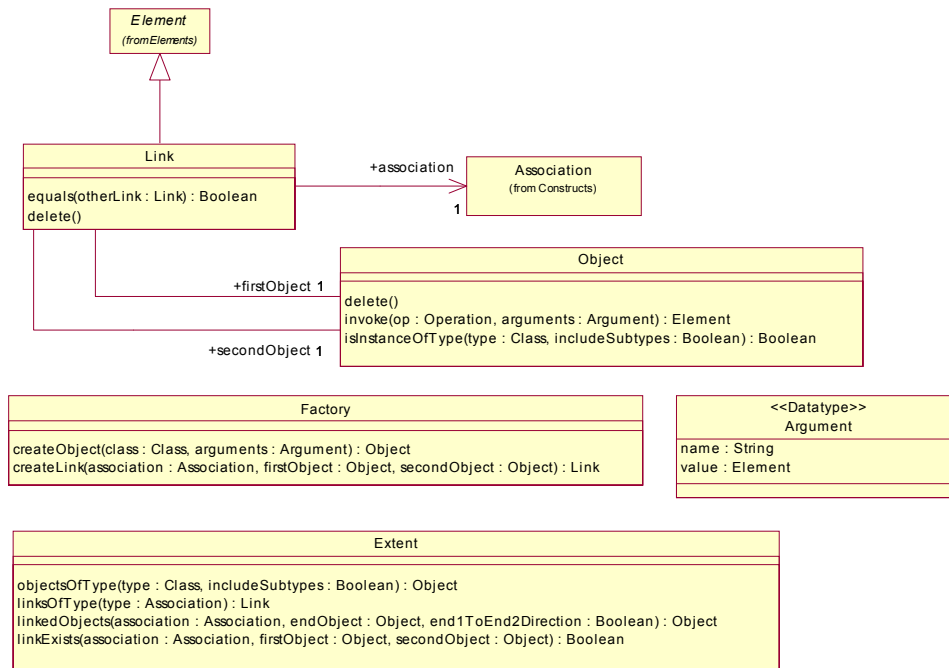 Element
(fromElements)
Link
equals(otherLink : Link) : Boolean
delete()
+association
1
Association
(from Constructs)
+firstObject 1
+secondObject 1
Object
delete()
invoke(op : Operation, arguments : Argument) : Element
isInstanceOfType(type : Class, includeSubtypes : Boolean) : Boolean
Factory
createObject(class : Class, arguments : Argument) : Object
createLink(association : Association, firstObject : Object, secondObject : Object) : Link
<<Datatype>>
Argument
name : String
value : Element
Extent
objectsOfType(type : Class, includeSubtypes : Boolean) : Object
linksOfType(type : Association) : Link
linkedObjects(association : Association, endObject : Object, end1ToEnd2Direction : Boolean) : Object
linkExists(association : Association, firstObject : Object, secondObject : Object) : Boolean